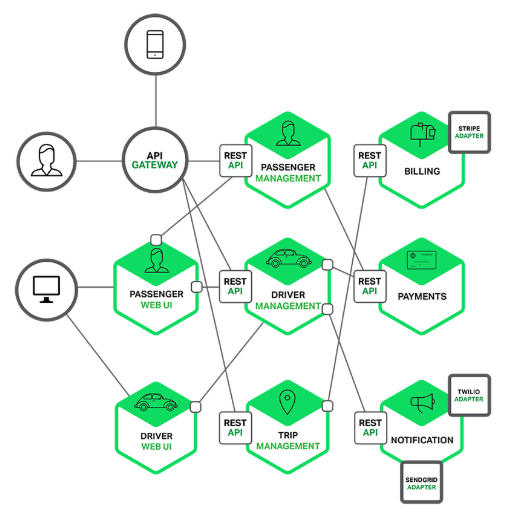 API
GATEWAY
REST
API
PASSENGER
MANAGEMENT
REST
API
BILLING
STRIPE
ADAPTER
PASSENGER
WEB UI
REST
API
DRIVER
MANAGEMENT
REST
API
PAYMENTS
DRIVER
WEB UI
REST
API
TRIP
MANAGEMENT
REST
API
NOTIFICATION
TWILIO
ADAPTER
SENDGRID
ADAPTER